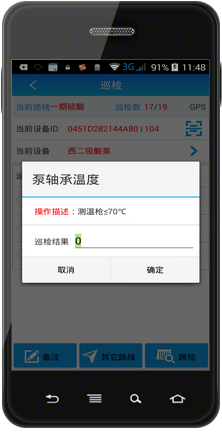 3G 91% 11:48
巡检
当前路线 一期硫酸 巡检数 17/19 GPS
当前设备ID 0451D282144A80 | 104
当前设备 西二吸酸泵
泵轴承温度
操作描述：测温枪≤70℃
巡检结果 0
取消 确定
备注 其它路线 跳检